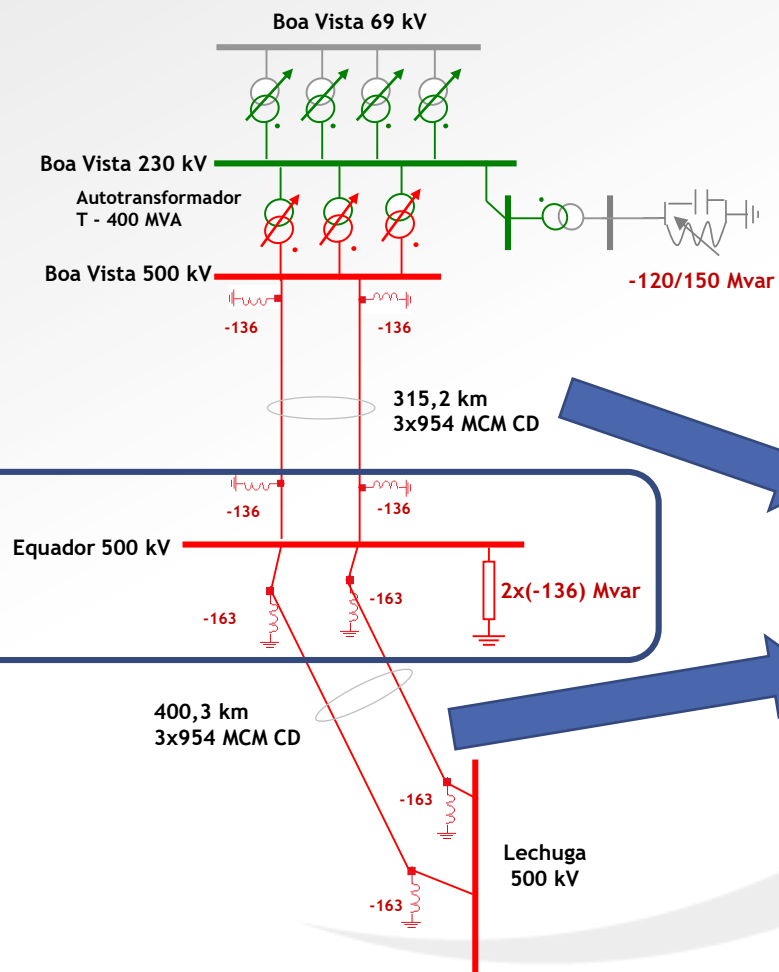 Boa Vista 69 kV
Boa Vista 230 kV
Autotransformador
T - 400 MVA
Boa Vista 500 kV
-120/150 Mvar
-136
-136
315,2 km
3x954 MCM CD
-136
-136
Equador 500 kV
2x(-136) Mvar
-163
-163
400,3 km
3x954 MCM CD
-163
Lechuga
500 kV
-163